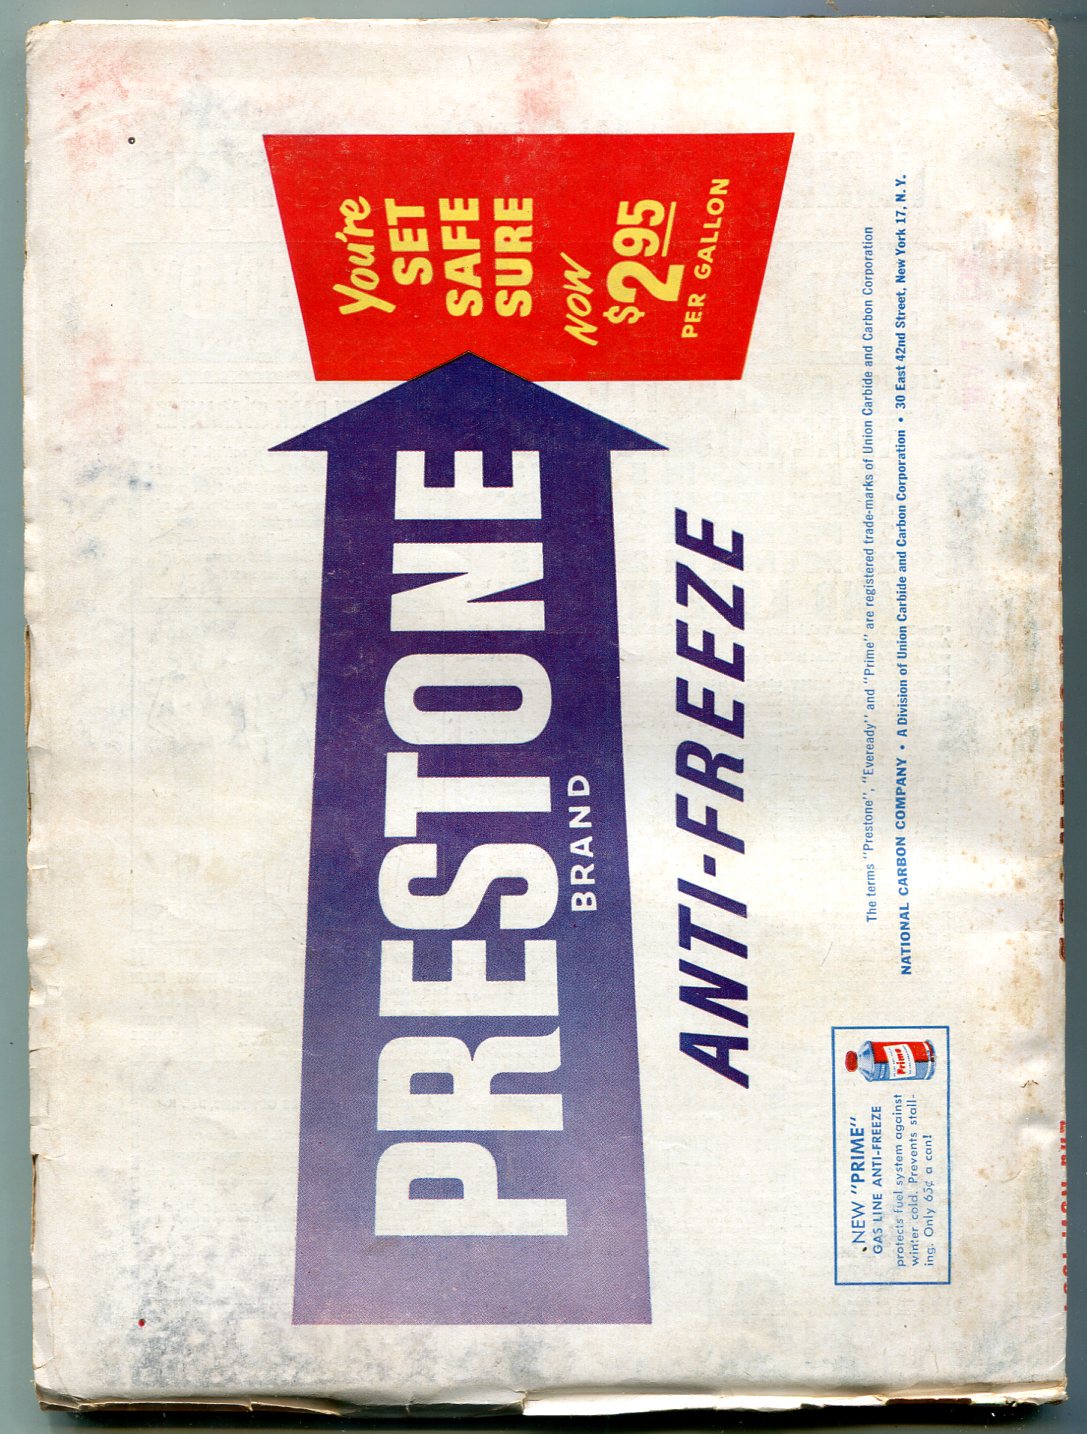 PRESTONE
BRAND
ANTI-FREEZE
You're
SET
SAFE
SURE
NOW
$2.95
PER GALLON
NEW "PRIME"
GAS LINE ANTI-FREEZE
protects fuel system against
winter cold. Prevents stall-
ing. Only 65¢ a can!
Prime
The terms "Prestone", "Eveready" and "Prime" are registered trade-marks of Union Carbide and Carbon Corporation
NATIONAL CARBON COMPANY • A Division of Union Carbide and Carbon Corporation • 30 East 42nd Street, New York 17, N.Y.